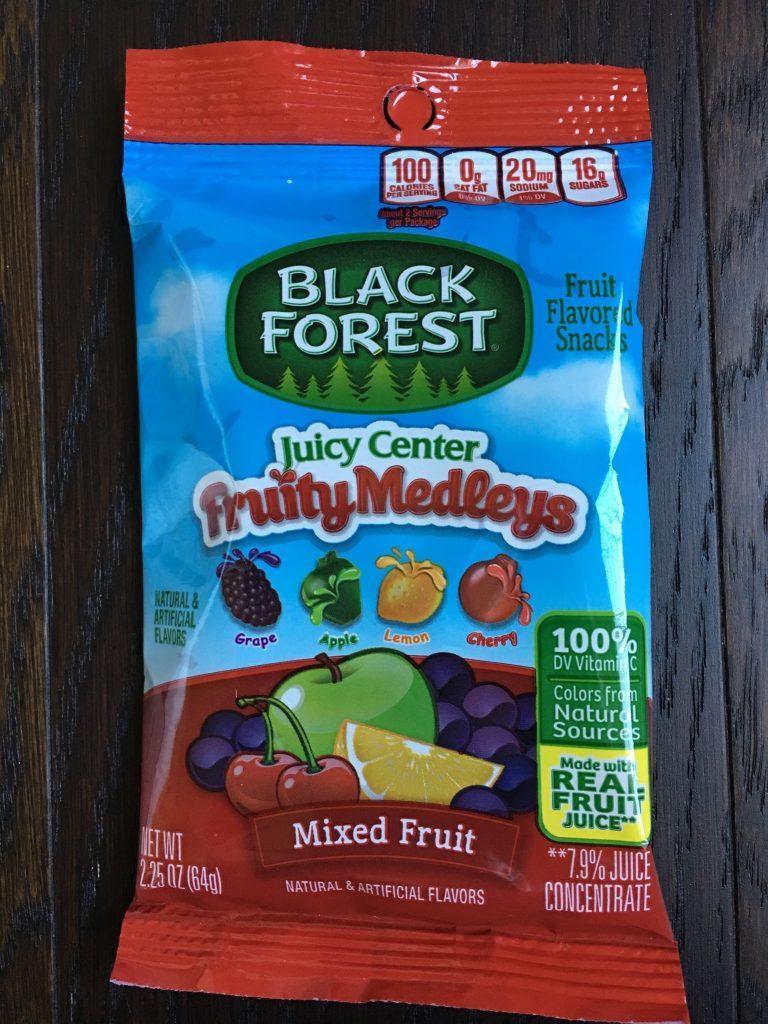 100
CALORIES
PER SERVING
0g
SAT FAT
0% DV
20mg
SODIUM
1% DV
16g
SUGARS
About 2 Servings
per Package
BLACK
FOREST®
Fruit
Flavored
Snacks
Juicy Center
fruity Medleys
NATURAL &
ARTIFICIAL
FLAVORS
Grape
Apple
Lemon
Cherry
100%
DV Vitamin C
Colors from
Natural
Sources
Made with
REAL
FRUIT
JUICE**
Mixed Fruit
NET WT
2.25 OZ (64g)
NATURAL & ARTIFICIAL FLAVORS
**7.9% JUICE
CONCENTRATE